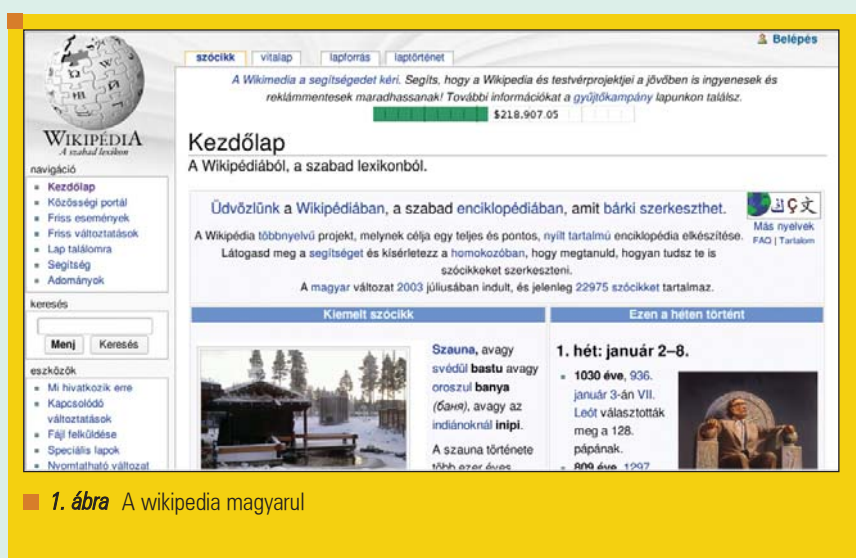 Belépés
szócikk vitalap lapforrás laptörténet
A Wikimedia a segítségedet kéri. Segíts, hogy a Wikipedia és testvérprojektjei a jövőben is ingyenesek és
reklámmentesek maradhassanak! További információkat a gyűjtőkampány lapunkon találsz.
$218.907.05
WIKIPÉDIA
A szabad lexikon
navigáció
Kezdőlap
Közösségi portál
Friss események
Friss változtatások
Lap találomra
Segítség
Adományok
keresés
Menj Keresés
eszközök
Mi hivatkozik erre
Kapcsolódó
változtatások
Fájl felküldése
Speciális lapok
Nyomtatható változat
Kezdőlap
A Wikipédiából, a szabad lexikonból.
Üdvözlünk a Wikipédiában, a szabad enciklopédiában, amit bárki szerkeszthet.
A Wikipédia többnyelvű projekt, melynek célja egy teljes és pontos, nyílt tartalmú enciklopédia elkészítése.
Látogasd meg a segítséget és kísérletezz a homokozóban, hogy megtanuld, hogyan tudsz te is
szócikkeket szerkeszteni.
A magyar változat 2003 júliusában indult, és jelenleg 22975 szócikket tartalmaz.
Más nyelvek
FAQ | Tartalom
Kiemelt szócikk
Szauna, avagy
svédül bastu avagy
oroszul banya
(баня), avagy az
indiánoknál inipi.
A szauna története
több ezer éves
Ezen a héten történt
1. hét: január 2–8.
1030 éve, 936.
január 3-án VII.
Leót választották
meg a 128.
pápának.
809 éve, 1297
1. ábra A wikipedia magyarul